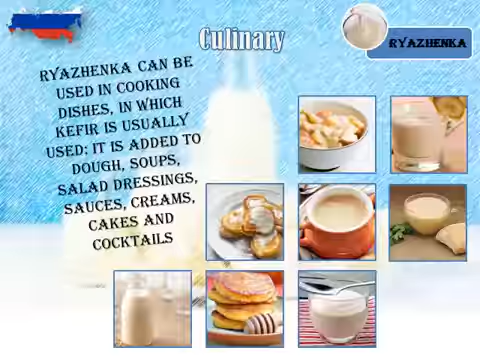 Culinary
RYAZHENKA
RYAZHENKA CAN BE
USED IN COOKING
DISHES, IN WHICH
KEFIR IS USUALLY
USED: IT IS ADDED TO
DOUGH, SOUPS,
SALAD DRESSINGS,
SAUCES, CREAMS,
CAKES AND
COCKTAILS